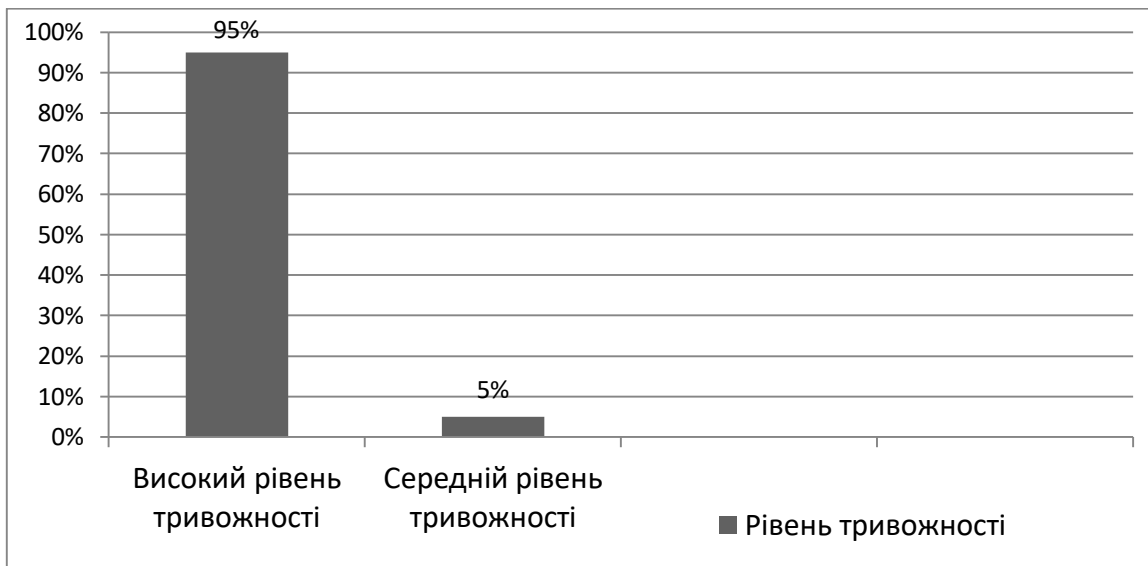 100%
90%
80%
70%
60%
50%
40%
30%
20%
10%
0%
95%
5%
Високий рівень
тривожності
Середній рівень
тривожності
Рівень тривожності